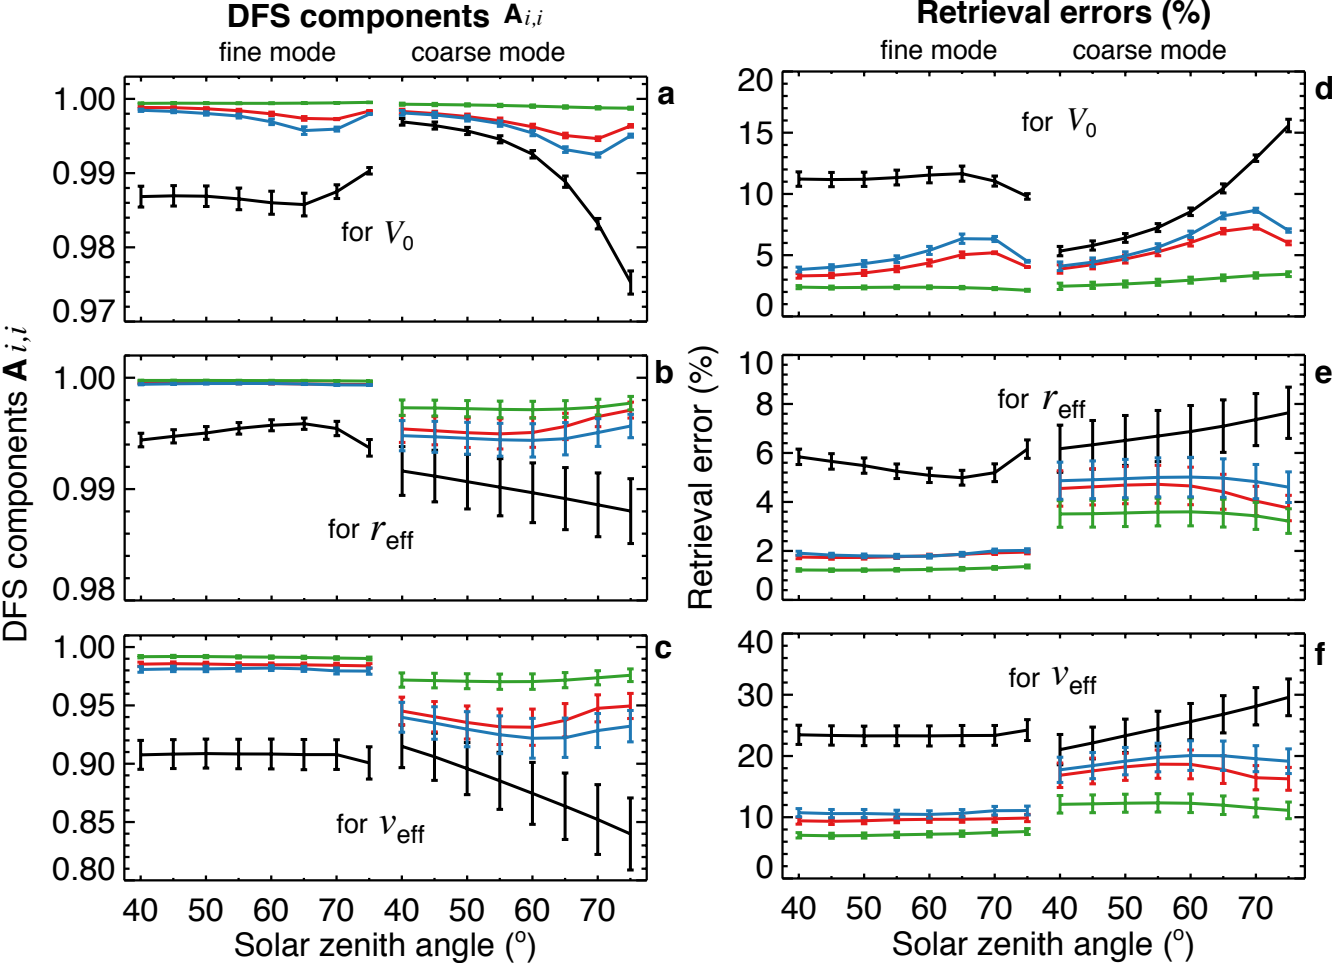 DFS components A i,i
Retrieval errors (%)
fine mode coarse mode
fine mode coarse mode
DFS components A i,i
1.00
0.99
0.98
0.97
a
for V0
1.00
0.99
0.98
b
for reff
1.00
0.95
0.90
0.85
0.80
c
for veff
40 50 60 70 40 50 60 70
Solar zenith angle (o)
Retrieval error (%)
20
15
10
5
0
d
for V0
10
8
6
4
2
0
e
for reff
40
30
20
10
0
f
for veff
40 50 60 70 40 50 60 70
Solar zenith angle (o)